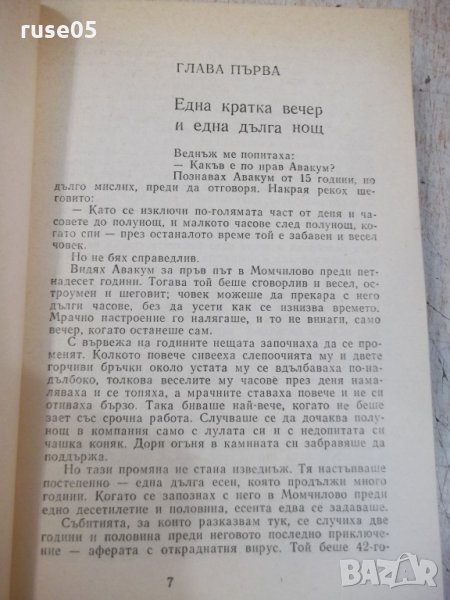 ruse05
ГЛАВА ПЪРВА
Една кратка вечер
и една дълга нощ
Веднъж ме попитаха:
— Какъв е по нрав Авакум?
Познавах Авакум от 15 години, но
дълго мислих, преди да отговоря. Накрая рекох ше-
говито:
— Като се изключи по-голямата част от деня и ча-
совете до полунощ, и малкото часове след полунощ, ко-
гато спи — през останалото време той е забавен и весел
човек.
Но не бях справедлив.
Видях Авакум за пръв път в Момчилово преди пет-
надесет години. Тогава той беше сговорлив и весел,
остроумен и шеговит; човек можеше да прекара с него
дълги часове, без да усети как се изнизва времето.
Мрачно настроение го налягаше, и то не винаги, само
вечер, когато останеше сам.
С вървежа на годините нещата започнаха да се про-
менят. Колкото повече сивееха слепоочията му и двете
горчиви бръчки около устата му се вдълбаваха по-на-
дълбоко, толкова веселите му часове през деня нама-
ляваха и се топяха, а мрачните ставаха повече и не си
отиваха бързо. Така биваше най-вече, когато не беше
зает със срочна работа. Случваше се да дочаква полу-
нощ в компания само с лулата си и с недопитата си
чашка коняк. Дори огъня в камината си забравяше да
поддържа.
Но тази промяна не стана изведнъж. Тя настъпваше
постепенно — една дълга есен, която продължи много
години. Когато се запознах с него в Момчилово преди
едно десетилетие и половина, есента едва се задаваше.
Събитията, за които разказвам тук, се случиха две
години и половина преди неговото последно приключе-
ние — аферата с откраднатия вирус. Той беше 42-го-
7
БАЗАР.бг